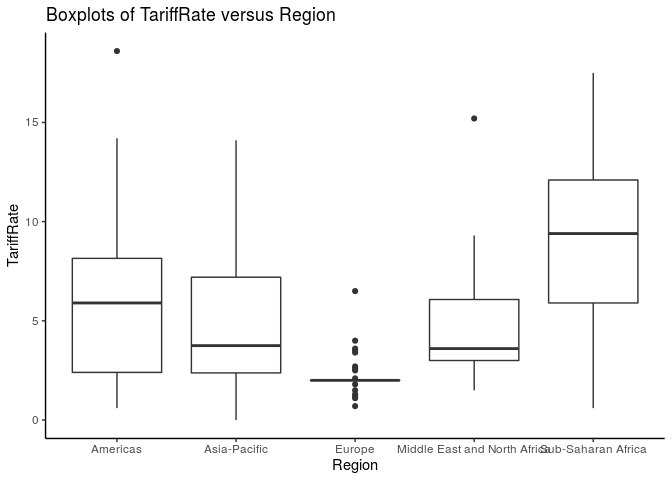 Boxplots of TariffRate versus Region
TariffRate
15
10
5
0
Americas
Asia-Pacific
Europe
Middle East and North Africa
Sub-Saharan Africa
Region